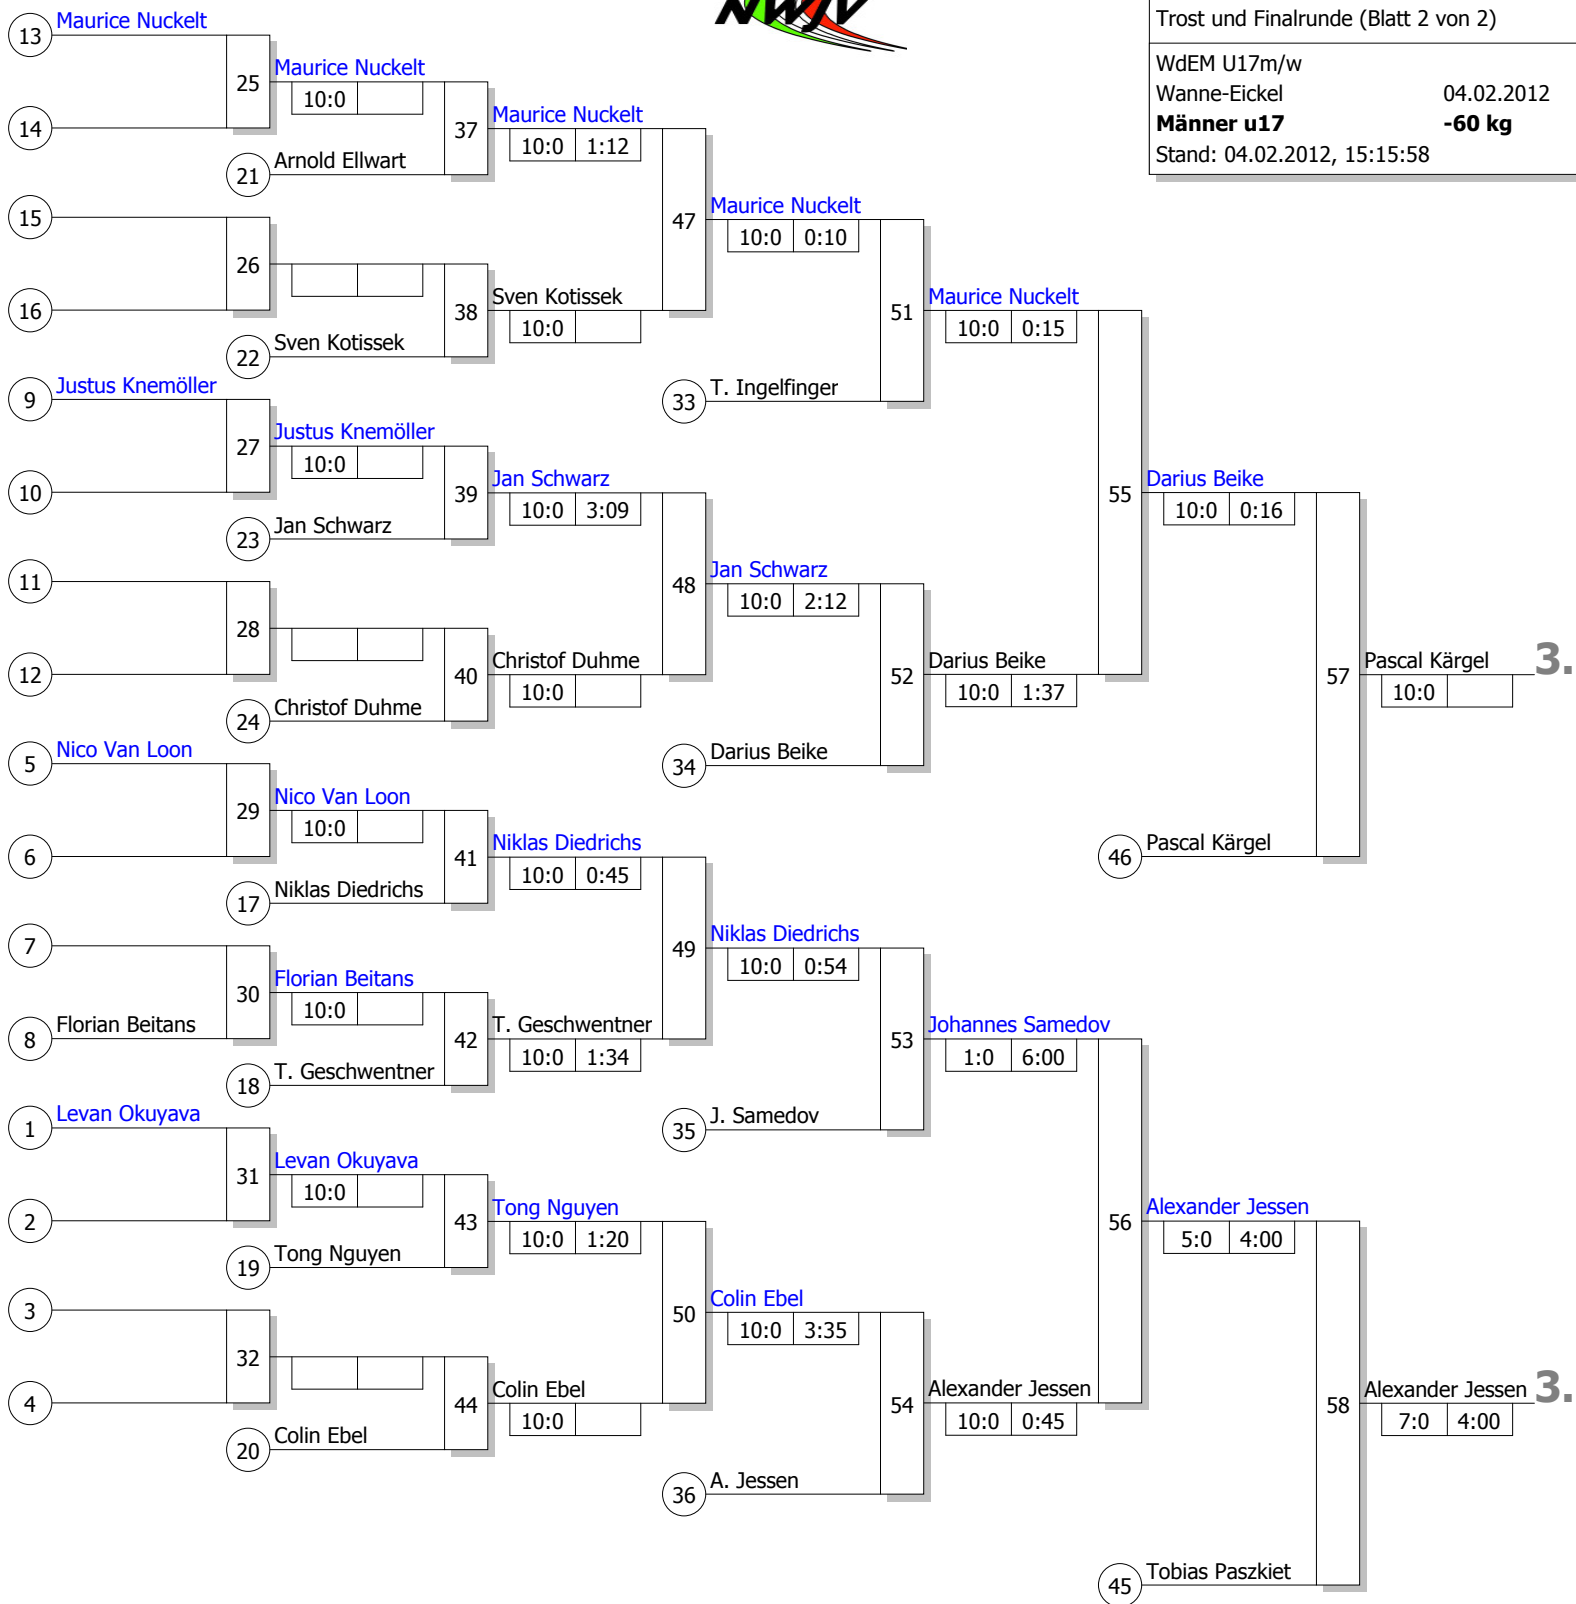 NWJV
Trost und Finalrunde (Blatt 2 von 2)
WdEM U17m/w
Wanne-Eickel 04.02.2012
Männer u17 -60 kg
Stand: 04.02.2012, 15:15:58
13 Maurice Nuckelt
14
25 Maurice Nuckelt
10:0
21 Arnold Ellwart
37 Maurice Nuckelt
10:0 1:12
15
16
26
22 Sven Kotissek
38 Sven Kotissek
10:0
47 Maurice Nuckelt
10:0 0:10
33 T. Ingelfinger
51 Maurice Nuckelt
10:0 0:15
9 Justus Knemöller
10
27 Justus Knemöller
10:0
23 Jan Schwarz
39 Jan Schwarz
10:0 3:09
11
12
28
24 Christof Duhme
40 Christof Duhme
10:0
48 Jan Schwarz
10:0 2:12
34 Darius Beike
52 Darius Beike
10:0 1:37
55 Darius Beike
10:0 0:16
46 Pascal Kärgel
57 Pascal Kärgel 3.
10:0
5 Nico Van Loon
6
29 Nico Van Loon
10:0
17 Niklas Diedrichs
41 Niklas Diedrichs
10:0 0:45
7
8 Florian Beitans
30 Florian Beitans
10:0
18 T. Geschwentner
42 T. Geschwentner
10:0 1:34
49 Niklas Diedrichs
10:0 0:54
35 J. Samedov
53 Johannes Samedov
1:0 6:00
1 Levan Okuyava
2
31 Levan Okuyava
10:0
19 Tong Nguyen
43 Tong Nguyen
10:0 1:20
3
4
32
20 Colin Ebel
44 Colin Ebel
10:0
50 Colin Ebel
10:0 3:35
36 A. Jessen
54 Alexander Jessen
10:0 0:45
56 Alexander Jessen
5:0 4:00
45 Tobias Paszkiet
58 Alexander Jessen 3.
7:0 4:00